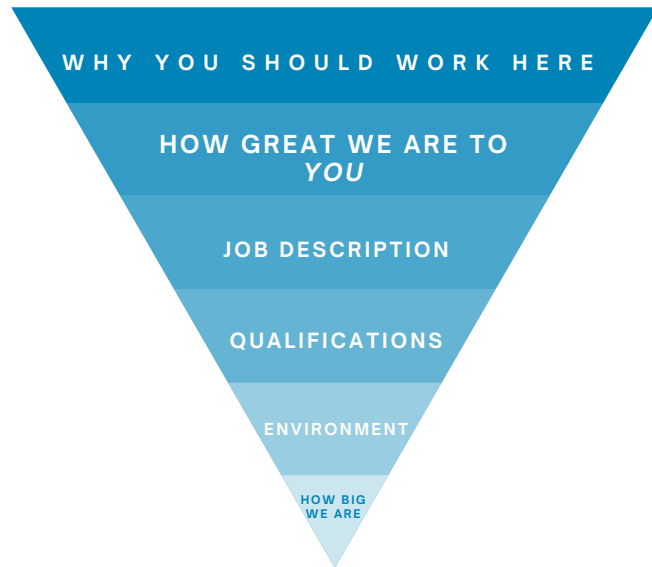 WHY YOU SHOULD WORK HERE
HOW GREAT WE ARE TO
YOU
JOB DESCRIPTION
QUALIFICATIONS
ENVIRONMENT
HOW BIG
WE ARE